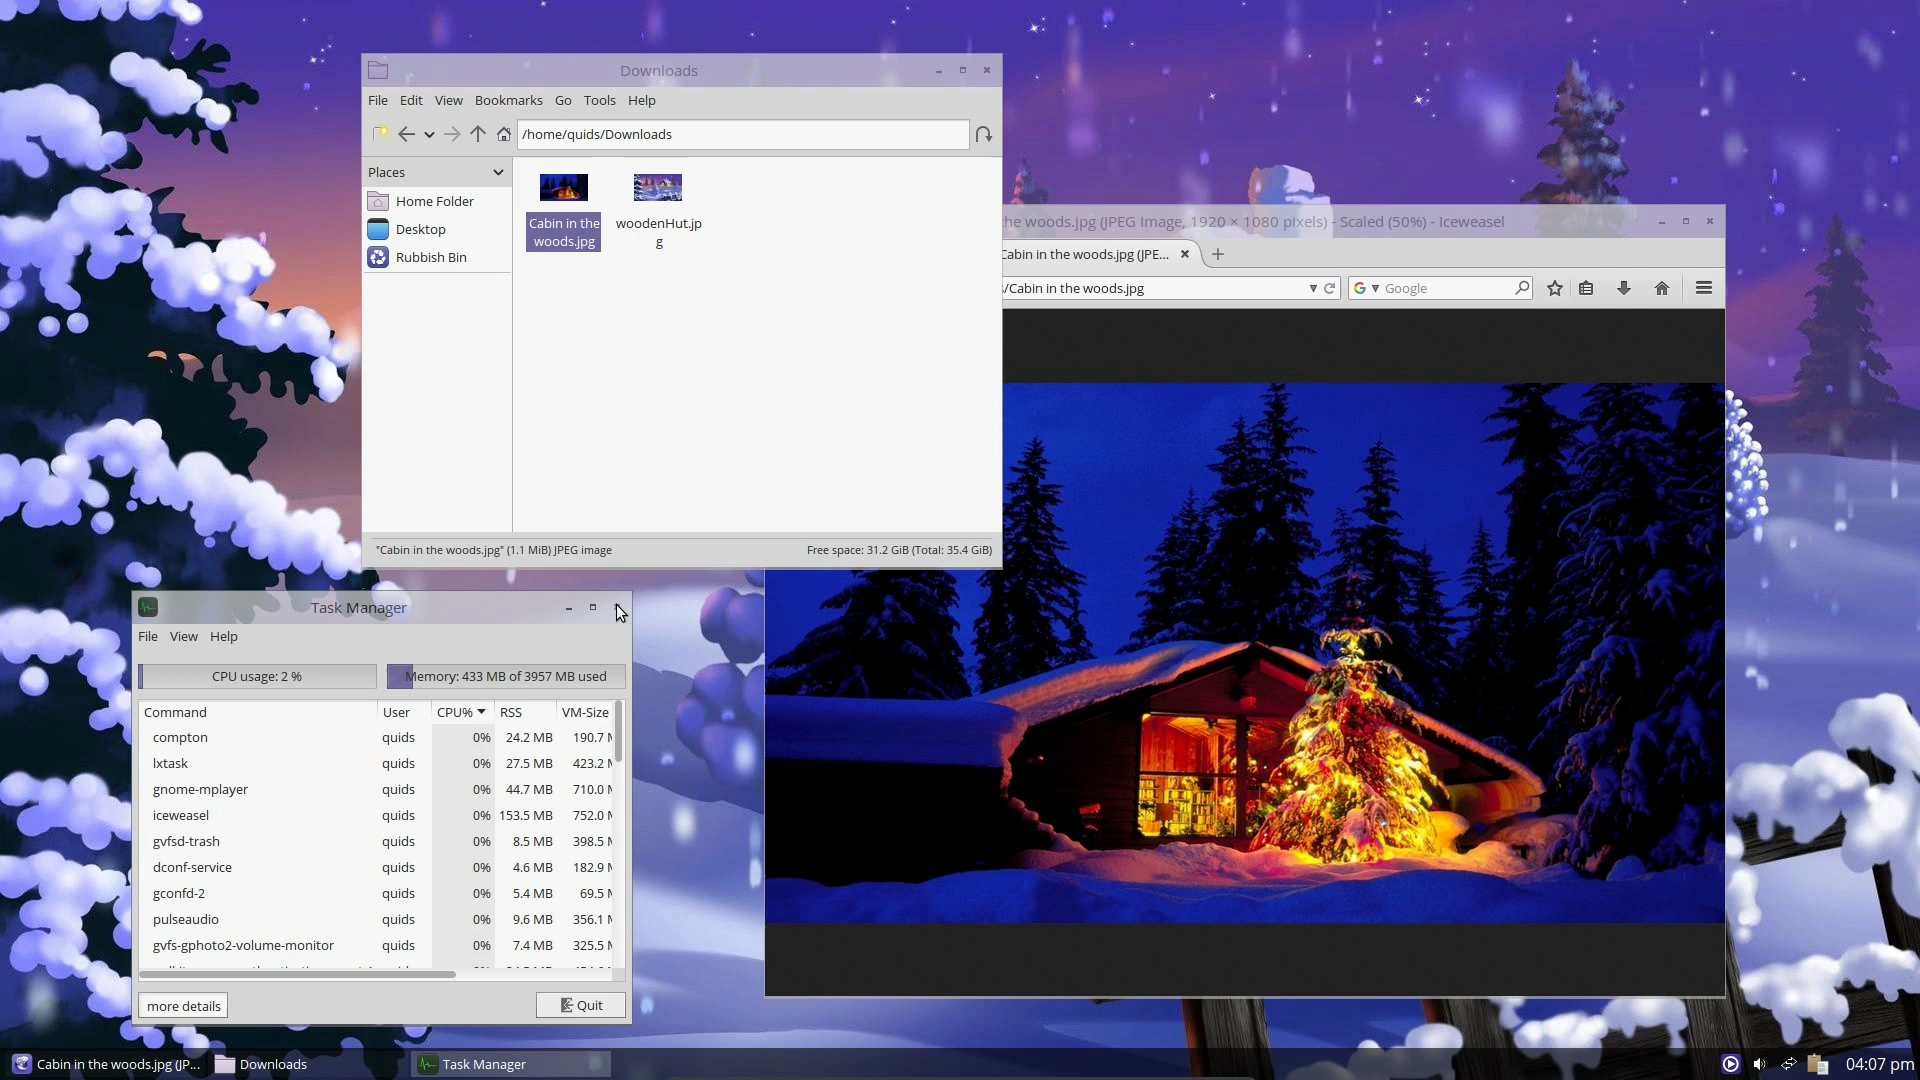 Downloads
File Edit View Bookmarks Go Tools Help
/home/quids/Downloads
Places
Home Folder
Desktop
Rubbish Bin
Cabin in the
woods.jpg
woodenHut.jp
g
"Cabin in the woods.jpg" (1.1 MiB) JPEG image
Free space: 31.2 GiB (Total: 35.4 GiB)
the woods.jpg (JPEG Image, 1920 × 1080 pixels) - Scaled (50%) - Iceweasel
Cabin in the woods.jpg (JPE...
/Cabin in the woods.jpg
Google
Task Manager
File View Help
CPU usage: 2 %
Memory: 433 MB of 3957 MB used
Command User CPU% RSS VM-Size
compton quids 0% 24.2 MB 190.7 M
lxtask quids 0% 27.5 MB 423.2 M
gnome-mplayer quids 0% 44.7 MB 710.0 M
iceweasel quids 0% 153.5 MB 752.0 M
gvfsd-trash quids 0% 8.5 MB 398.5 M
dconf-service quids 0% 4.6 MB 182.9 M
gconfd-2 quids 0% 5.4 MB 69.5 M
pulseaudio quids 0% 9.6 MB 356.1 M
gvfs-gphoto2-volume-monitor quids 0% 7.4 MB 325.5 M
more details
Quit
Cabin in the woods.jpg (JP...
Downloads
Task Manager
04:07 pm